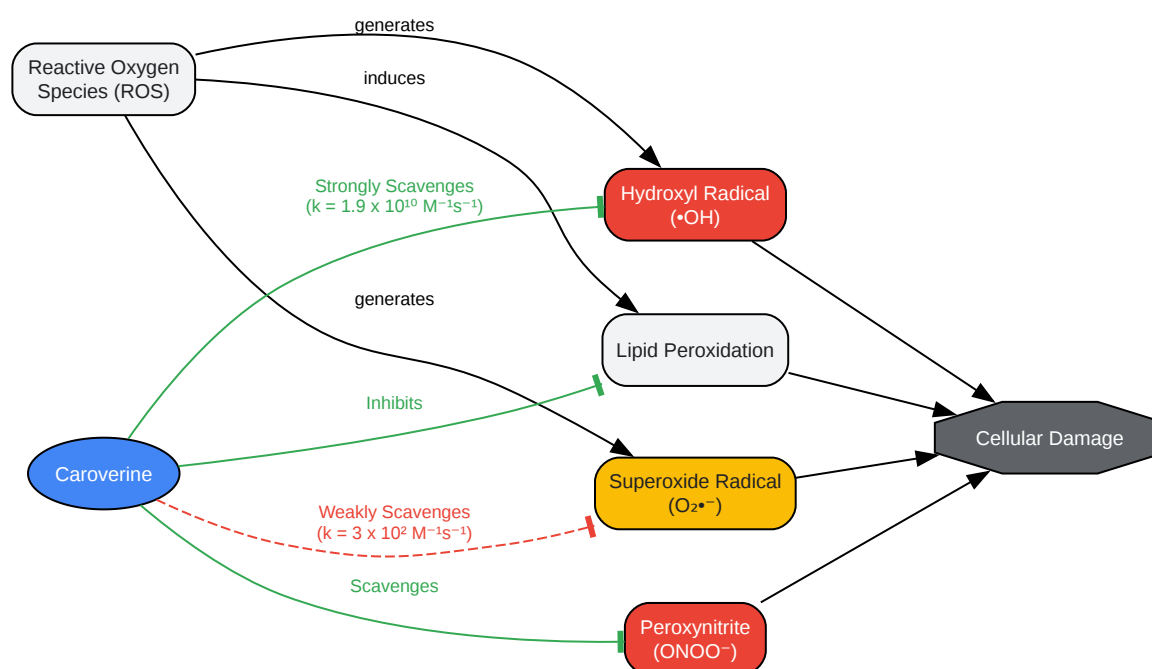 generates
Reactive Oxygen
Species (ROS)
induces
Strongly Scavenges
(k = 1.9 x 10¹⁰ M⁻¹s⁻¹)
Hydroxyl Radical
(•OH)
generates
Lipid Peroxidation
Inhibits
Cellular Damage
Caroverine
Superoxide Radical
(O₂•⁻)
Weakly Scavenges
(k = 3 x 10² M⁻¹s⁻¹)
Scavenges
Peroxynitrite
(ONOO⁻)